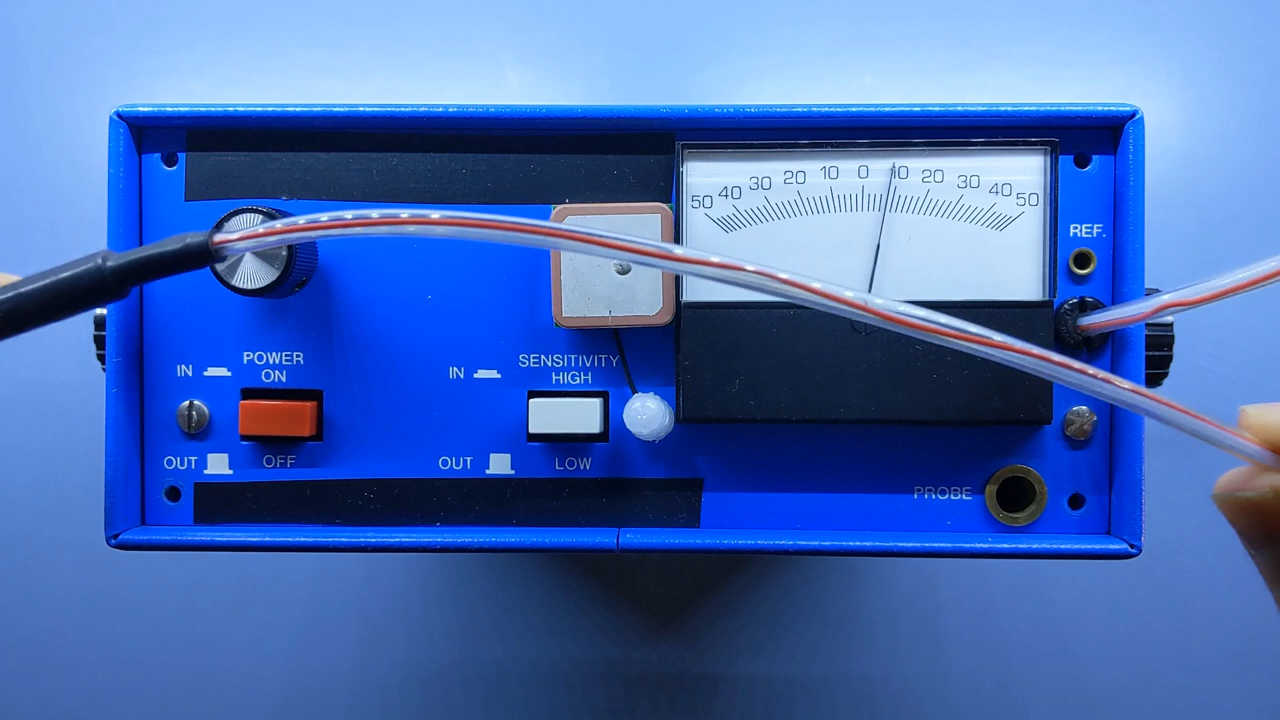 50 40 30 20 10 0 10 20 30 40 50
REF.
POWER
ON
IN
OUT
OFF
SENSITIVITY
HIGH
IN
OUT
LOW
PROBE